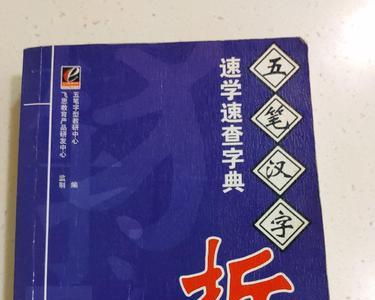 五笔汉字
速学速查字典
五笔字型教研中心 编
飞思教育产品研发中心 监制